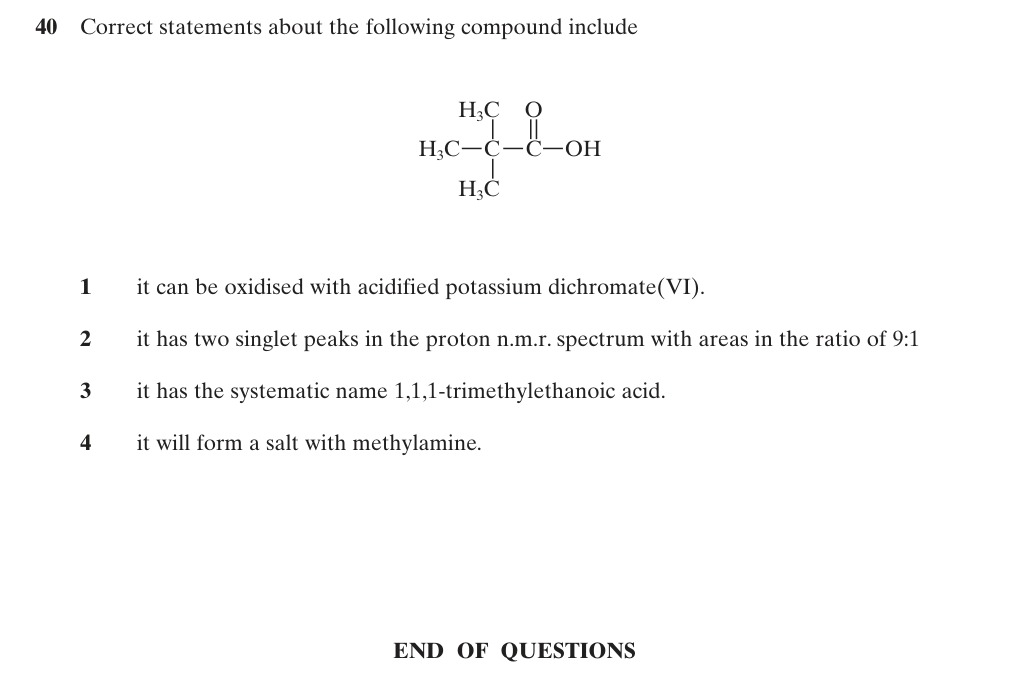 40 Correct statements about the following compound include
H₃C O
H₃C—C—C—OH
H₃C
1 it can be oxidised with acidified potassium dichromate(VI).
2 it has two singlet peaks in the proton n.m.r. spectrum with areas in the ratio of 9:1
3 it has the systematic name 1,1,1-trimethylethanoic acid.
4 it will form a salt with methylamine.
END OF QUESTIONS